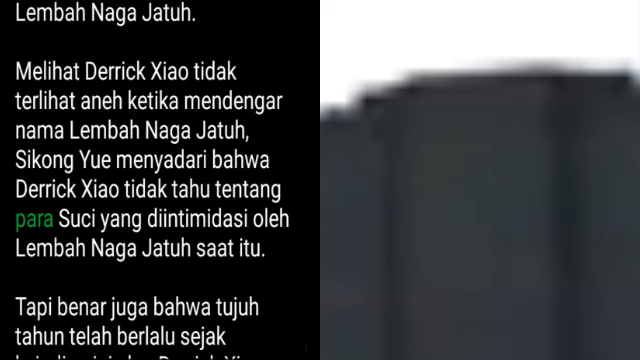 Lembah Naga Jatuh.
Melihat Derrick Xiao tidak
terlihat aneh ketika mendengar
nama Lembah Naga Jatuh,
Sikong Yue menyadari bahwa
Derrick Xiao tidak tahu tentang
para Suci yang diintimidasi oleh
Lembah Naga Jatuh saat itu.
Tapi benar juga bahwa tujuh
tahun telah berlalu sejak